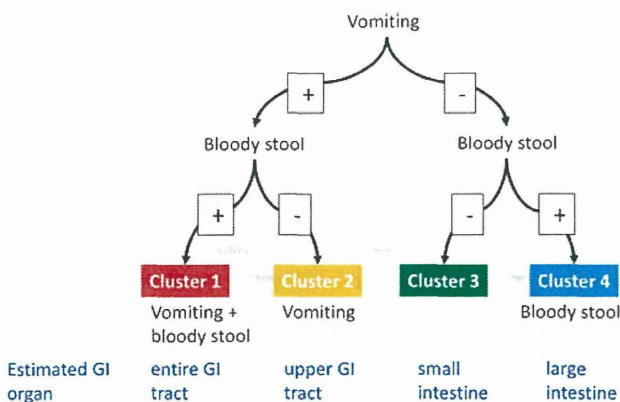 Vomiting
+ -
Bloody stool Bloody stool
+ - - +
Cluster 1 Cluster 2 Cluster 3 Cluster 4
Vomiting + Vomiting Bloody stool
bloody stool
Estimated GI entire GI upper GI small large
organ tract tract intestine intestine